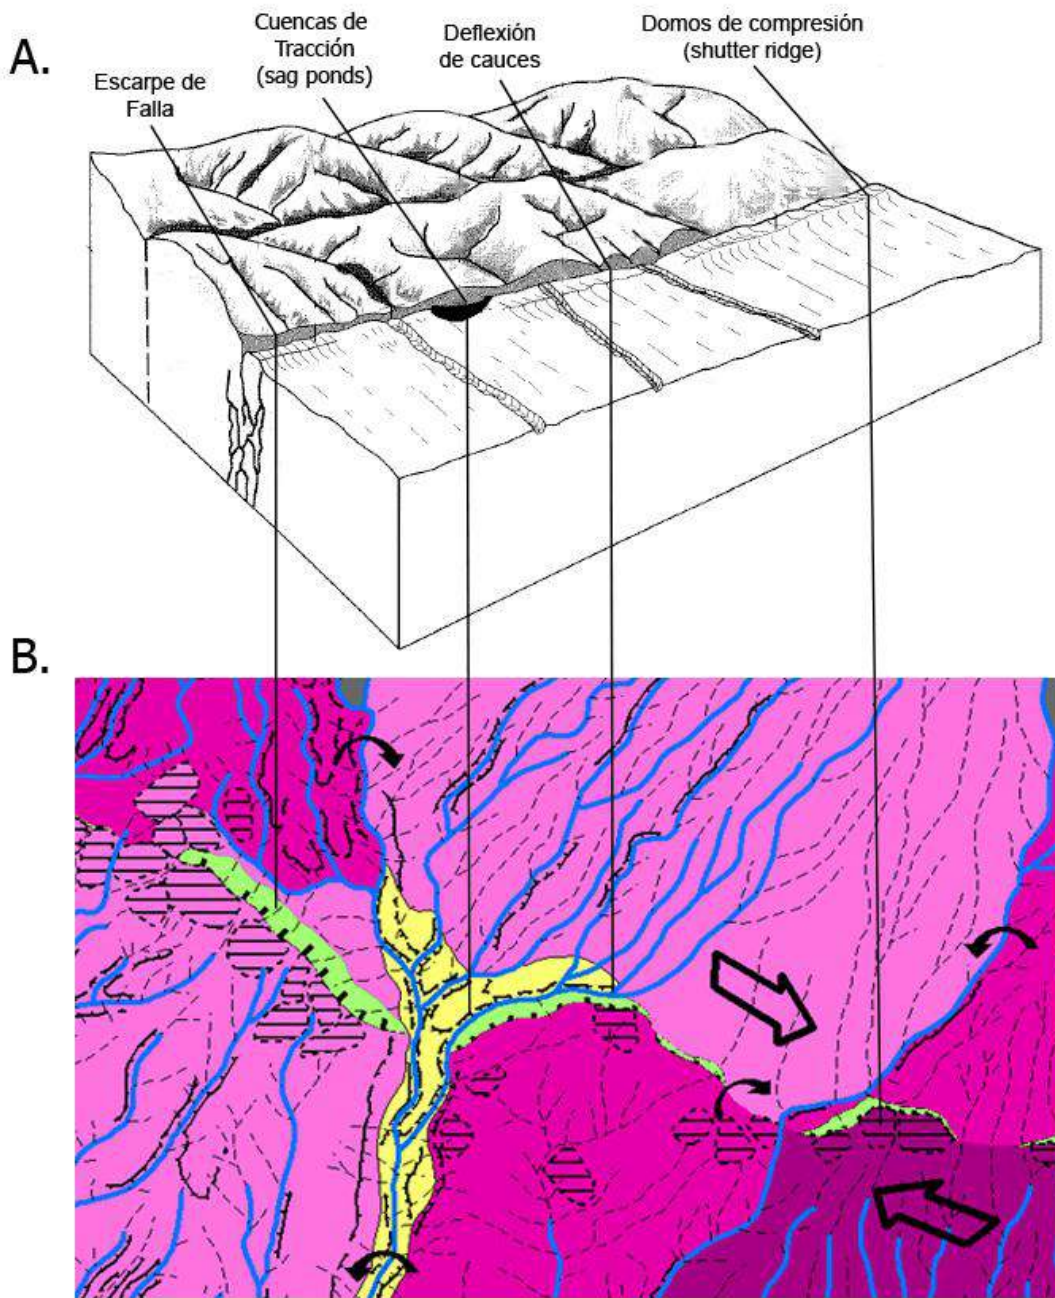 A.
Escarpe de
Falla
Cuencas de
Tracción
(sag ponds)
Deflexión
de cauces
Domos de compresión
(shutter ridge)
B.